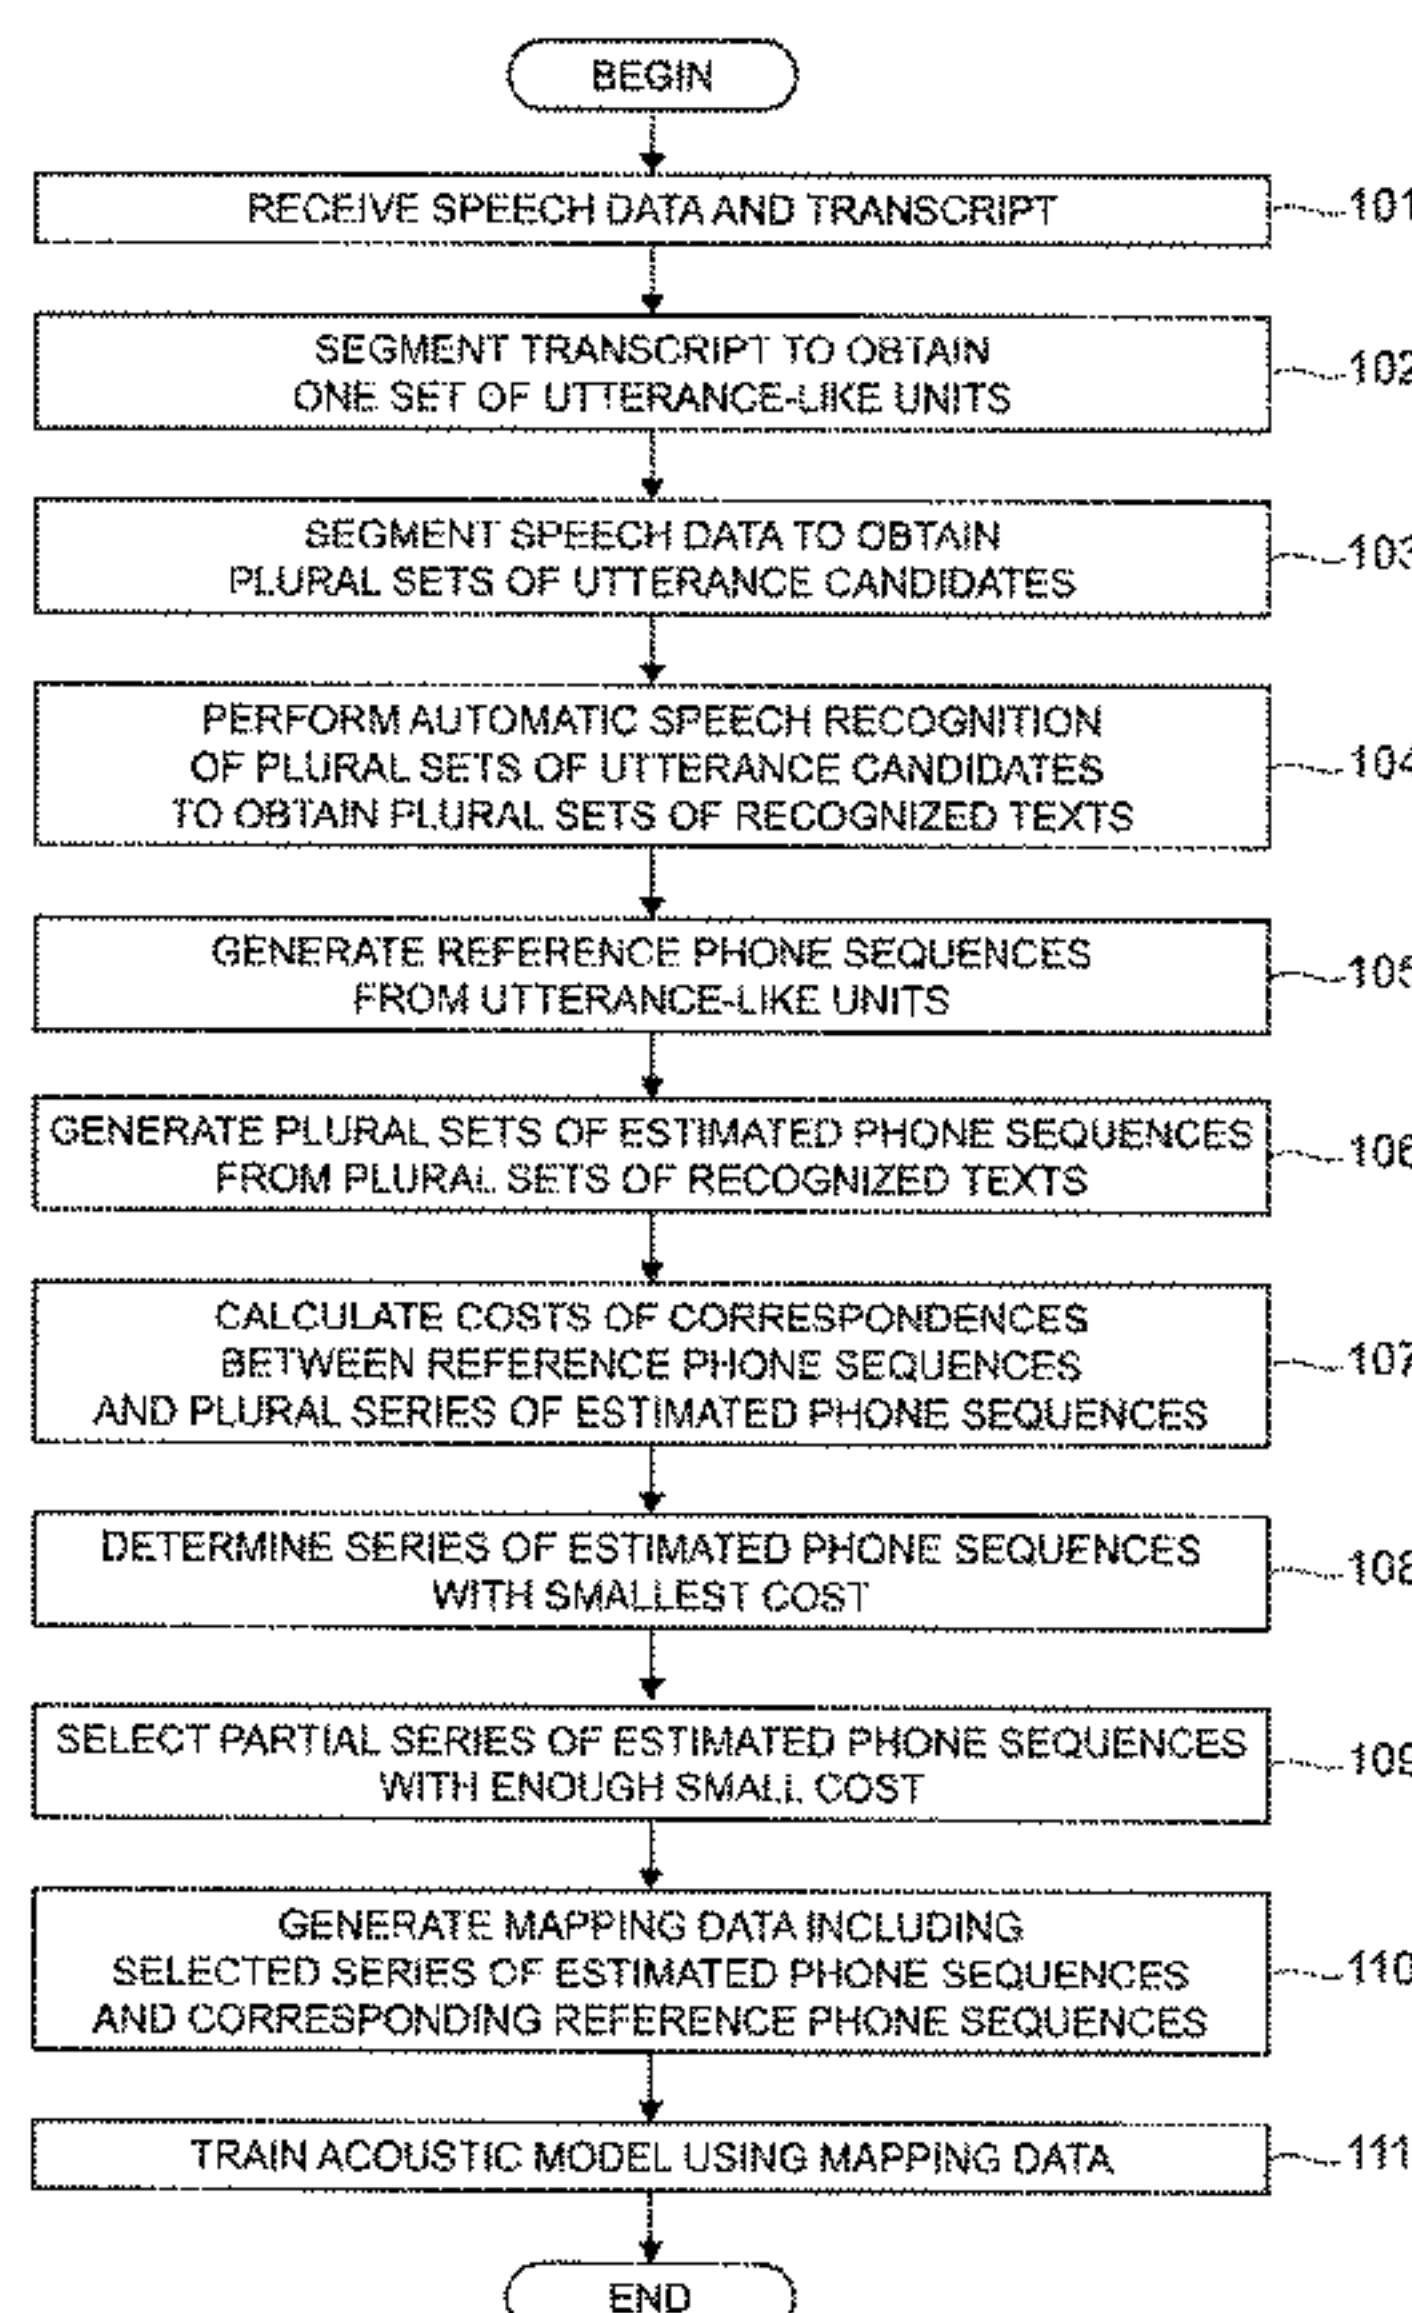 BEGIN
RECEIVE SPEECH DATA AND TRANSCRIPT
101
SEGMENT TRANSCRIPT TO OBTAIN
ONE SET OF UTTERANCE-LIKE UNITS
102
SEGMENT SPEECH DATA TO OBTAIN
PLURAL SETS OF UTTERANCE CANDIDATES
103
PERFORM AUTOMATIC SPEECH RECOGNITION
OF PLURAL SETS OF UTTERANCE CANDIDATES
TO OBTAIN PLURAL SETS OF RECOGNIZED TEXTS
104
GENERATE REFERENCE PHONE SEQUENCES
FROM UTTERANCE-LIKE UNITS
105
GENERATE PLURAL SETS OF ESTIMATED PHONE SEQUENCES
FROM PLURAL SETS OF RECOGNIZED TEXTS
106
CALCULATE COSTS OF CORRESPONDENCES
BETWEEN REFERENCE PHONE SEQUENCES
AND PLURAL SERIES OF ESTIMATED PHONE SEQUENCES
107
DETERMINE SERIES OF ESTIMATED PHONE SEQUENCES
WITH SMALLEST COST
108
SELECT PARTIAL SERIES OF ESTIMATED PHONE SEQUENCES
WITH ENOUGH SMALL COST
109
GENERATE MAPPING DATA INCLUDING
SELECTED SERIES OF ESTIMATED PHONE SEQUENCES
AND CORRESPONDING REFERENCE PHONE SEQUENCES
110
TRAIN ACOUSTIC MODEL USING MAPPING DATA
111
END